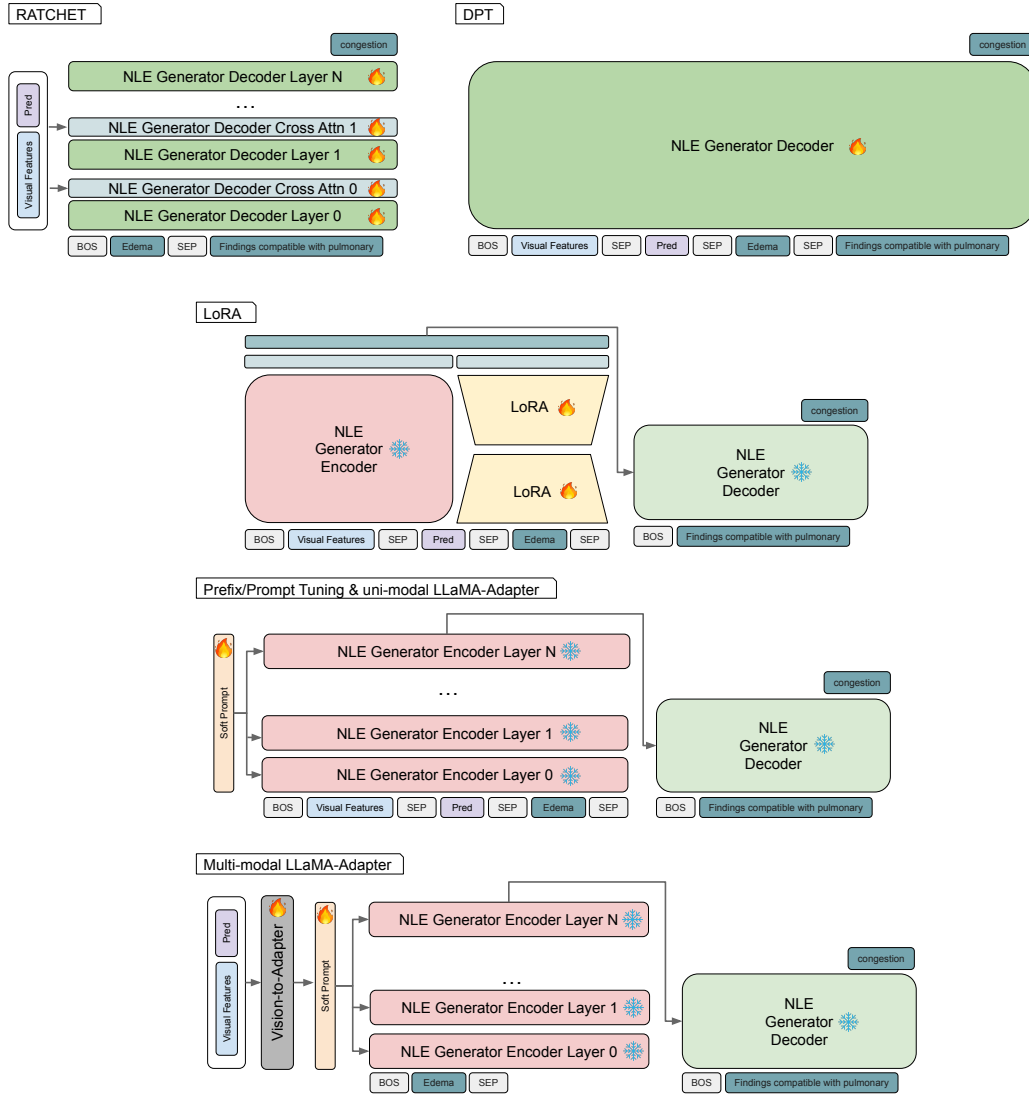 RATCHET
congestion
NLE Generator Decoder Layer N
...
NLE Generator Decoder Cross Attn 1
NLE Generator Decoder Layer 1
NLE Generator Decoder Cross Attn 0
NLE Generator Decoder Layer 0
Pred
Visual Features
BOS Edema SEP Findings compatible with pulmonary
DPT
congestion
NLE Generator Decoder
BOS Visual Features SEP Pred SEP Edema SEP Findings compatible with pulmonary
LoRA
NLE
Generator
Encoder
LoRA
LoRA
BOS Visual Features SEP Pred SEP Edema SEP
congestion
NLE
Generator
Decoder
BOS Findings compatible with pulmonary
Prefix/Prompt Tuning & uni-modal LLaMA-Adapter
Soft Prompt
NLE Generator Encoder Layer N
...
NLE Generator Encoder Layer 1
NLE Generator Encoder Layer 0
BOS Visual Features SEP Pred SEP Edema SEP
congestion
NLE
Generator
Decoder
BOS Findings compatible with pulmonary
Multi-modal LLaMA-Adapter
Pred
Visual Features
Vision-to-Adapter
Soft Prompt
NLE Generator Encoder Layer N
...
NLE Generator Encoder Layer 1
NLE Generator Encoder Layer 0
BOS Edema SEP
congestion
NLE
Generator
Decoder
BOS Findings compatible with pulmonary